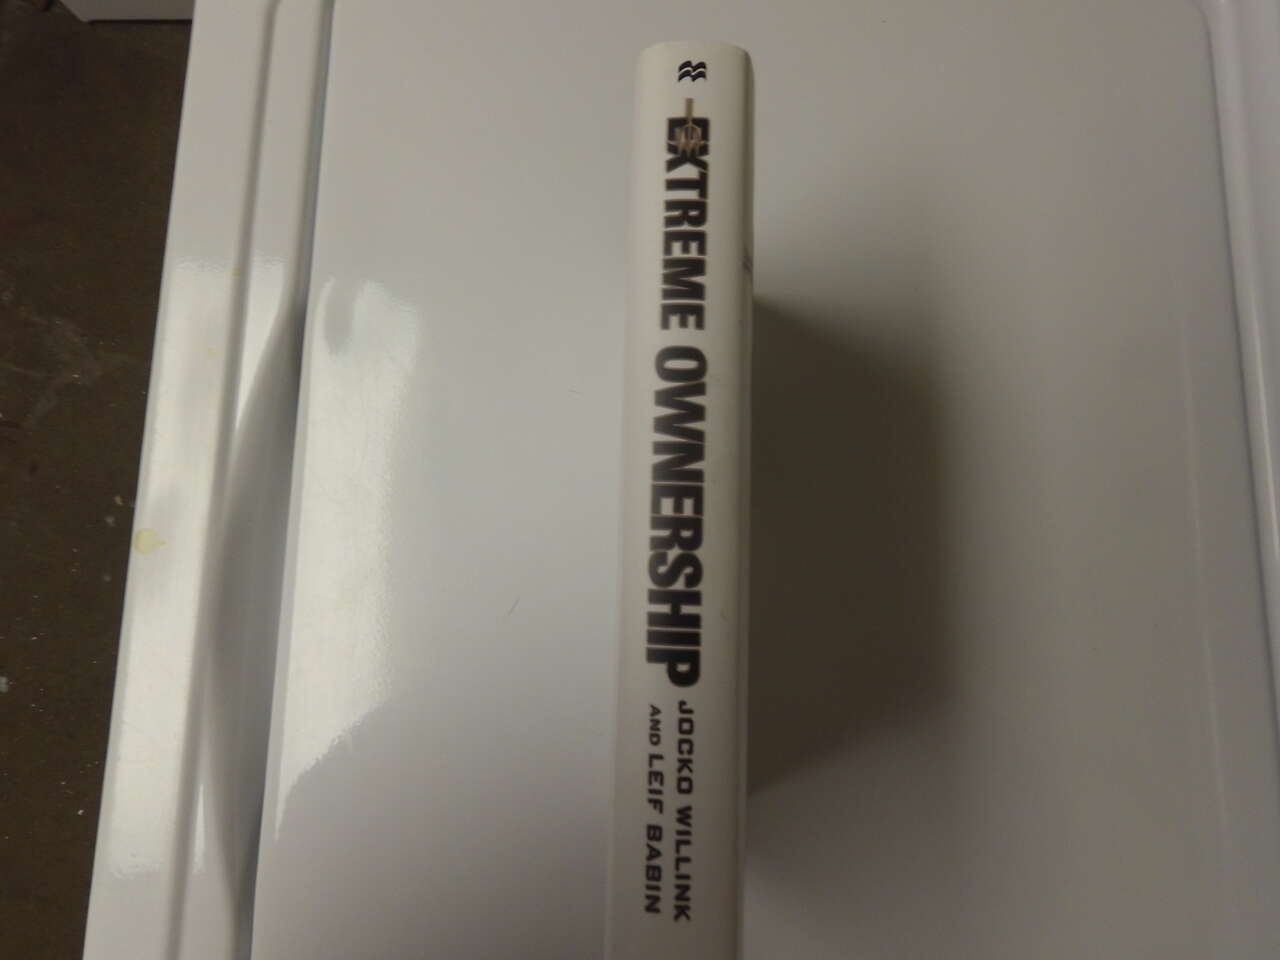 EXTREME OWNERSHIP
JOCKO WILLINK
AND LEIF BABIN